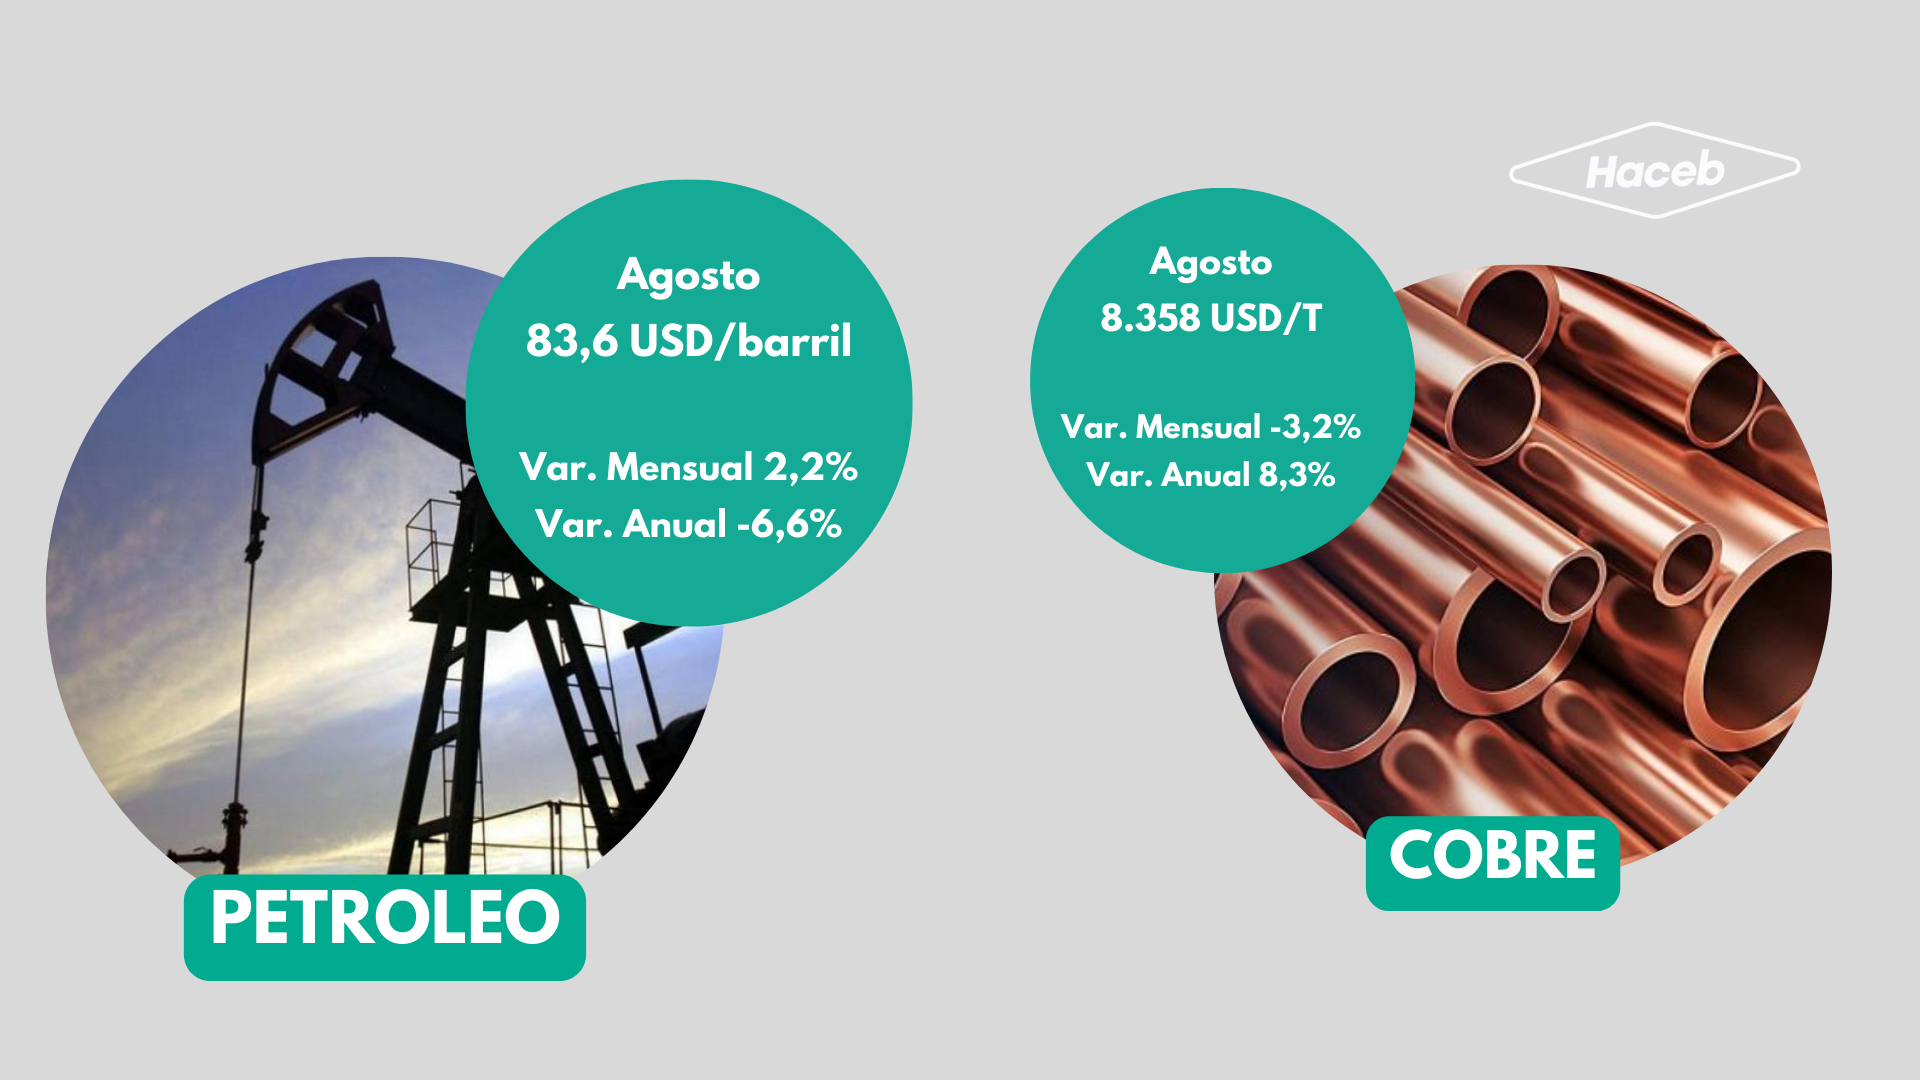 Haceb
Agosto
83,6 USD/barril
Var. Mensual 2,2%
Var. Anual -6,6%
PETROLEO
Agosto
8.358 USD/T
Var. Mensual -3,2%
Var. Anual 8,3%
COBRE